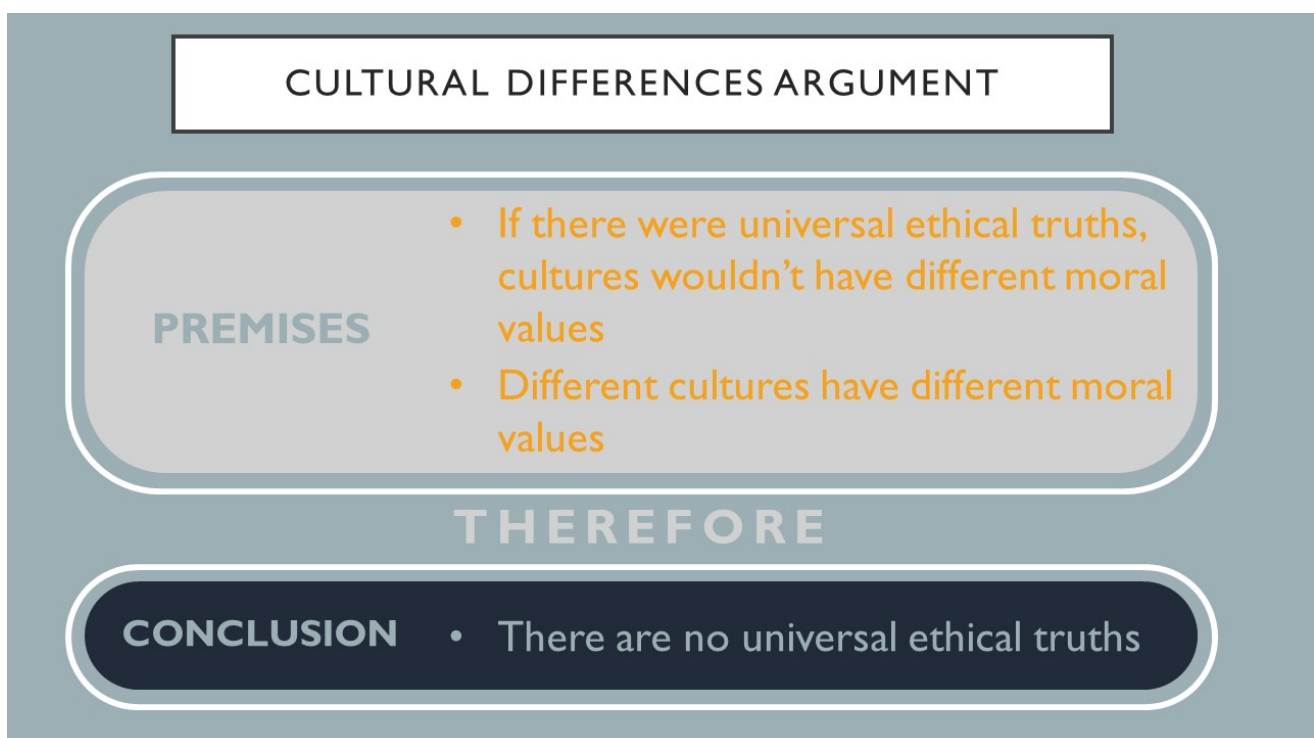 CULTURAL DIFFERENCES ARGUMENT
PREMISES
• If there were universal ethical truths,
cultures wouldn’t have different moral
values
• Different cultures have different moral
values
THEREFORE
CONCLUSION
• There are no universal ethical truths